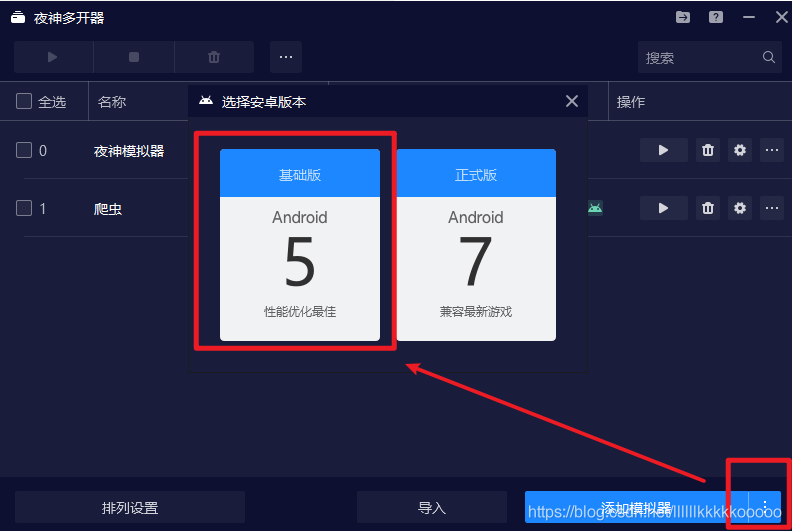 夜神多开器
搜索
全选 名称 操作
选择安卓版本
0 夜神模拟器
1 爬虫
基础版
Android
5
性能优化最佳
正式版
Android
7
兼容最新游戏
排列设置 导入 添加模拟器
https://blog.csdn.net/llllllkkkkkooooo